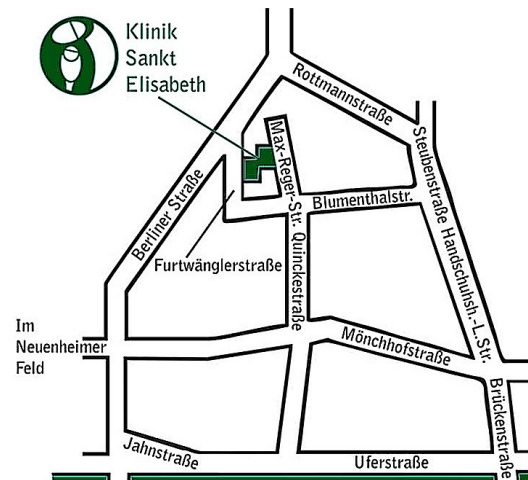 Klinik
Sankt
Elisabeth
Rottmannstraße
Max-Reger-Str.
Steubenstraße
Berliner Straße
Blumenthalstr.
Furtwänglerstraße
Quinckestraße
Handschuhsh.-L.Str.
Im
Neuenheimer
Feld
Mönchhofstraße
Brückenstraße
Jahnstraße
Uferstraße